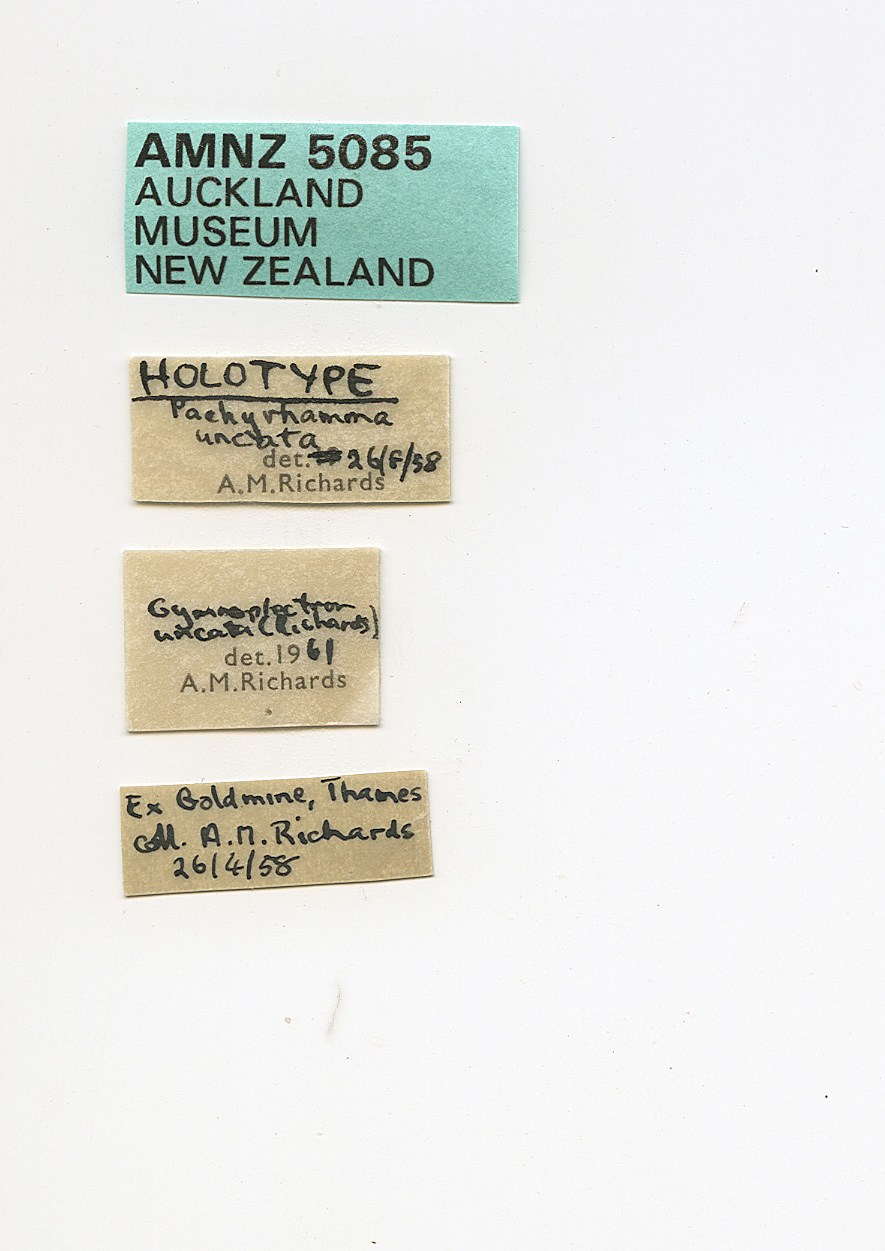 AMNZ 5085
AUCKLAND
MUSEUM
NEW ZEALAND
HOLOTYPE
Pachyrhamma
uncata
det. 26/8/58
A.M.Richards
Gymnoplectron
uncata (Richards)
det.1961
A.M.Richards
Ex Goldmine, Thames
coll. A.M.Richards
26/4/58